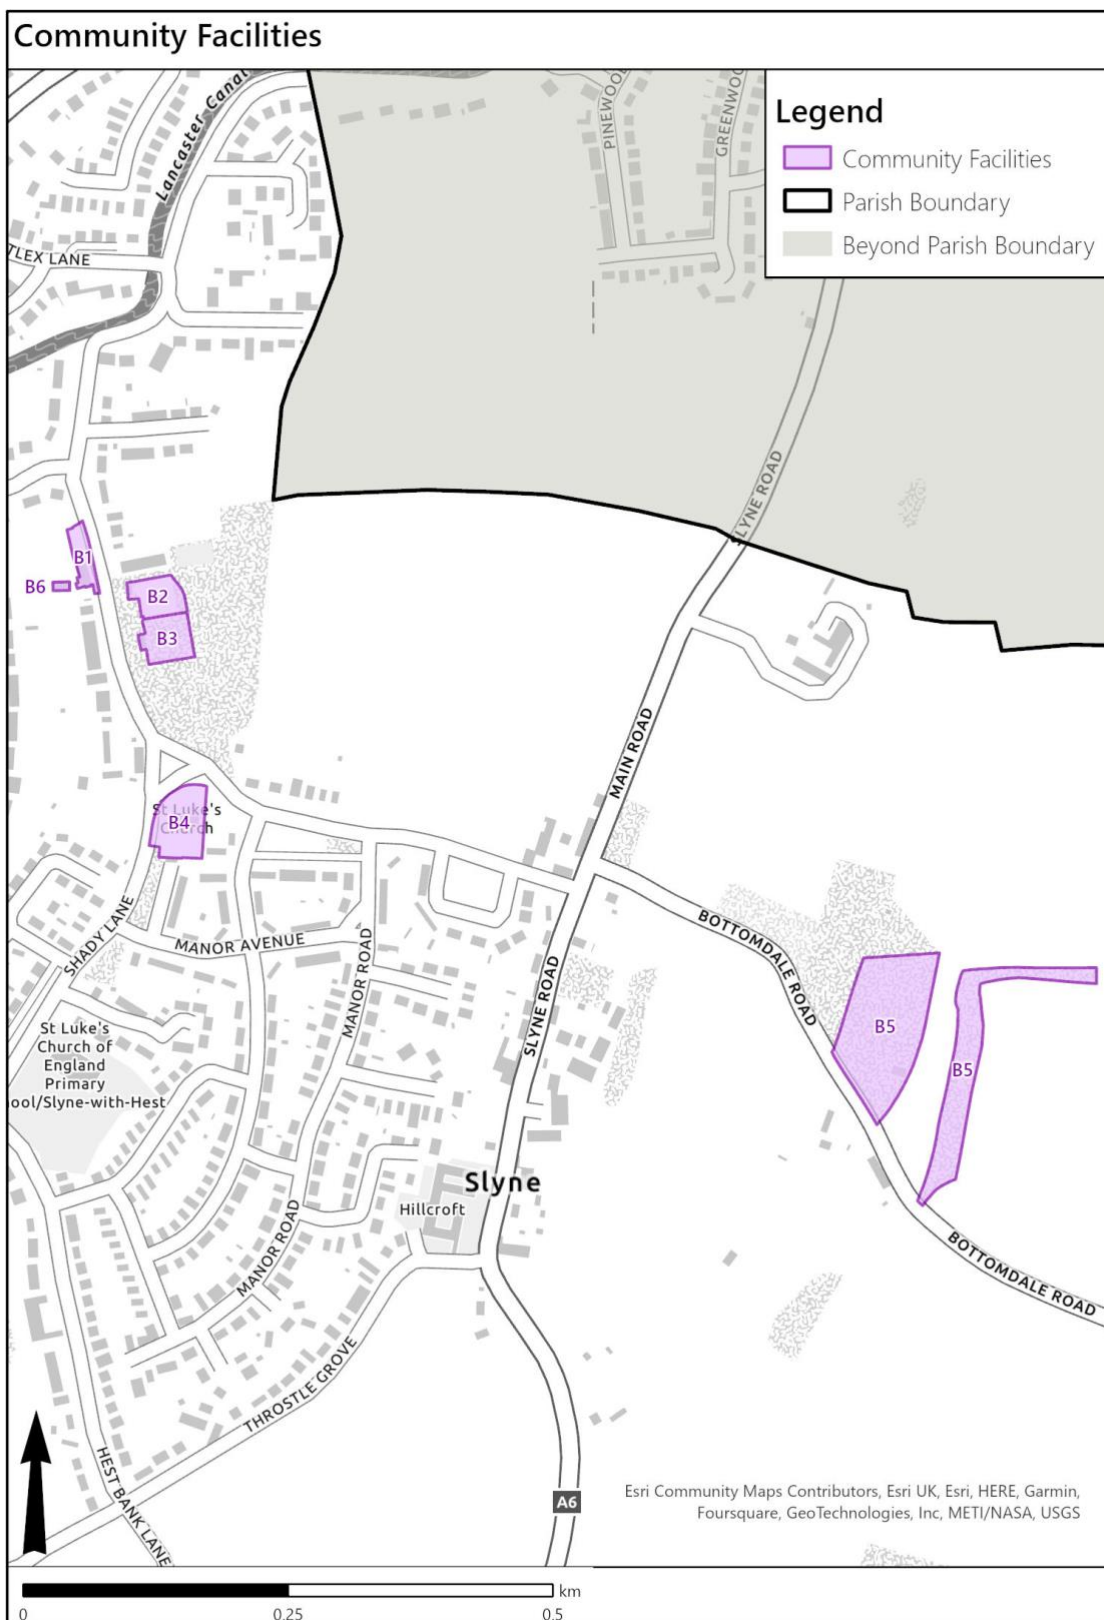 Community Facilities
Legend
Community Facilities
Parish Boundary
Beyond Parish Boundary
Lancaster Canal
PINEWOOD
GREENWOO
TLEX LANE
SLYNE ROAD
B1
B6
B2
B3
MAIN ROAD
St Luke's
Church
B4
SHADY LANE
MANOR AVENUE
MANOR ROAD
SLYNE ROAD
BOTTOMDALE ROAD
B5
B5
St Luke's
Church of
England
Primary
ool/Slyne-with-Hest
Slyne
Hillcroft
MANOR ROAD
BOTTOMDALE ROAD
THROSTLE GROVE
HEST BANK LANE
A6
Esri Community Maps Contributors, Esri UK, Esri, HERE, Garmin,
Foursquare, GeoTechnologies, Inc, METI/NASA, USGS
km
0 0.25 0.5